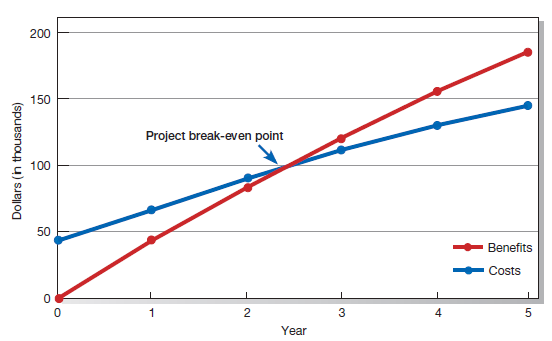 200
150
Project break-even point
100
50
0
Dollars (in thousands)
Benefits
Costs
0 1 2 3 4 5
Year